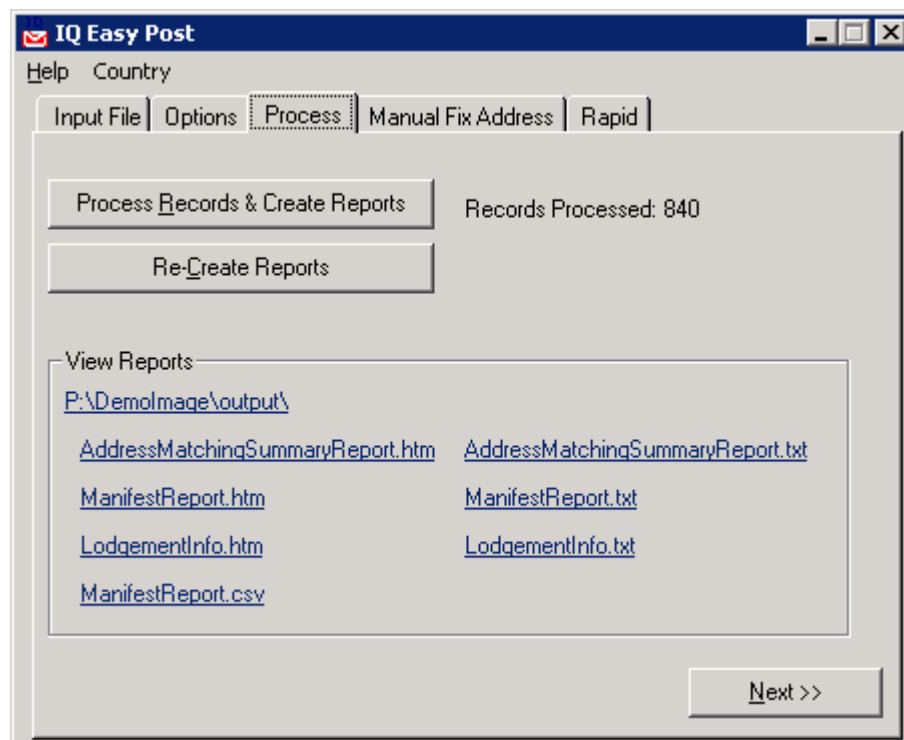 IQ Easy Post
Help Country
Input File Options Process Manual Fix Address Rapid
Process Records & Create Reports Records Processed: 840
Re-Create Reports
View Reports
P:\DemoImage\output\
AddressMatchingSummaryReport.htm AddressMatchingSummaryReport.txt
ManifestReport.htm ManifestReport.txt
LodgementInfo.htm LodgementInfo.txt
ManifestReport.csv
Next >>